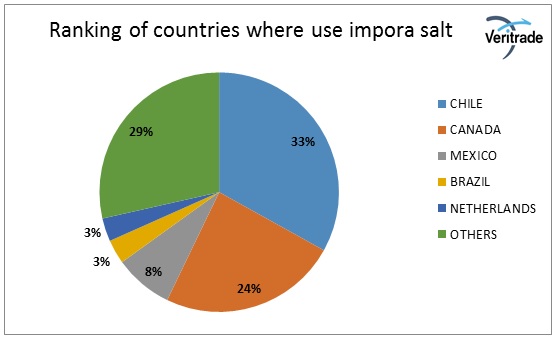 Ranking of countries where use impora salt
Veritrade
33%
24%
8%
3%
3%
29%
CHILE
CANADA
MEXICO
BRAZIL
NETHERLANDS
OTHERS